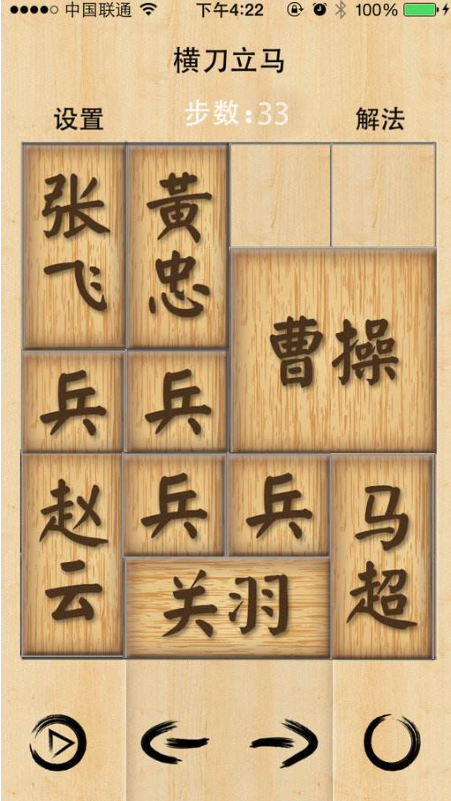 中国联通 下午4:22 100%
横刀立马
设置 步数:33 解法
张飞 黄忠
曹操
兵 兵
赵云 兵 兵 马超
关羽